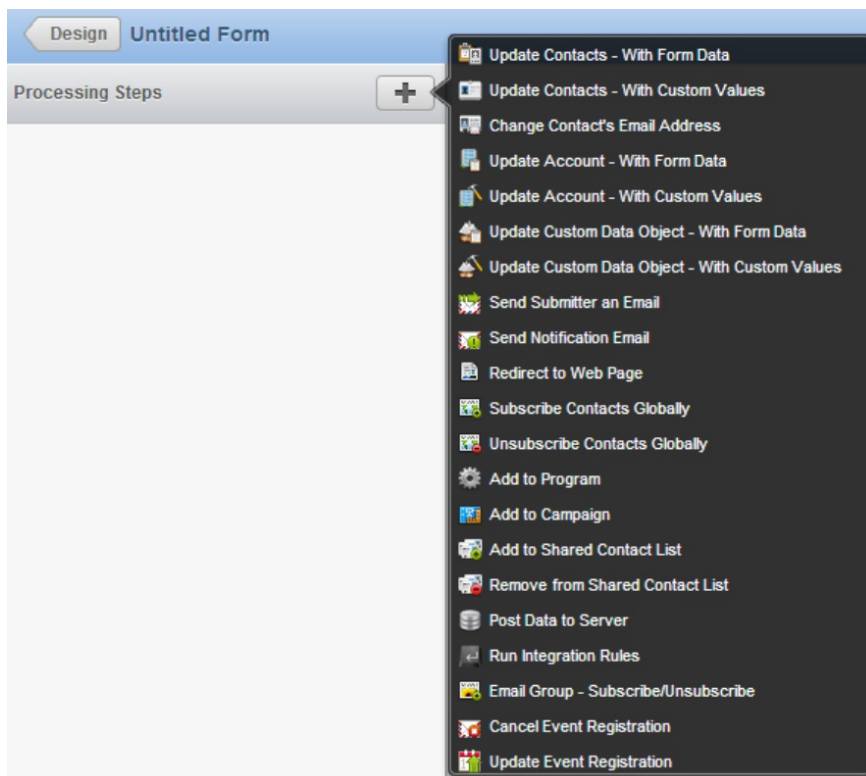 Design
Untitled Form
Processing Steps
Update Contacts - With Form Data
Update Contacts - With Custom Values
Change Contact's Email Address
Update Account - With Form Data
Update Account - With Custom Values
Update Custom Data Object - With Form Data
Update Custom Data Object - With Custom Values
Send Submitter an Email
Send Notification Email
Redirect to Web Page
Subscribe Contacts Globally
Unsubscribe Contacts Globally
Add to Program
Add to Campaign
Add to Shared Contact List
Remove from Shared Contact List
Post Data to Server
Run Integration Rules
Email Group - Subscribe/Unsubscribe
Cancel Event Registration
Update Event Registration